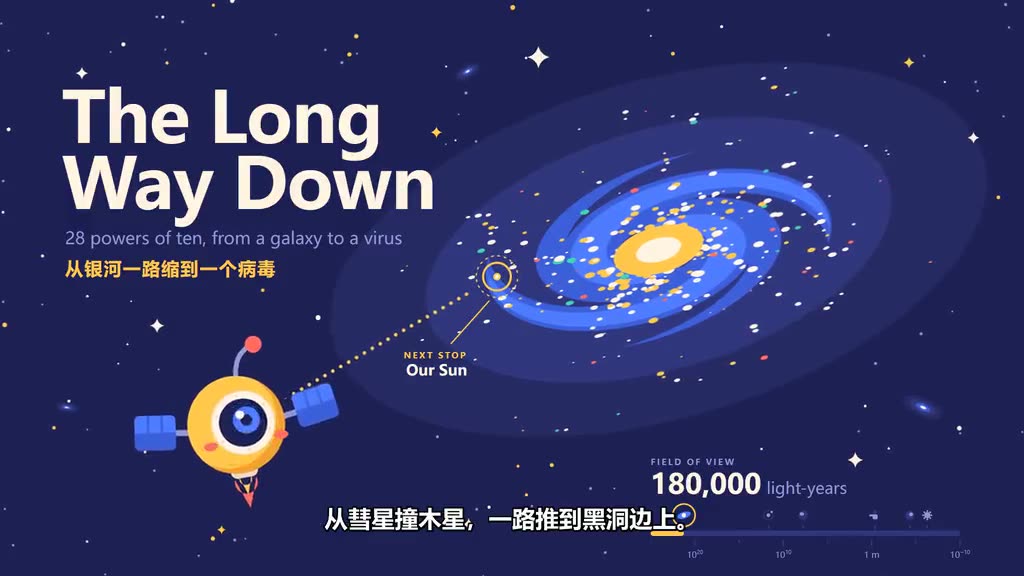 The Long
Way Down
28 powers of ten, from a galaxy to a virus
从银河一路缩到一个病毒
NEXT STOP
Our Sun
FIELD OF VIEW
180,000 light-years
从彗星撞木星，一路推到黑洞边上。
10²⁰ 10¹⁰ 1 m 10⁻¹⁰